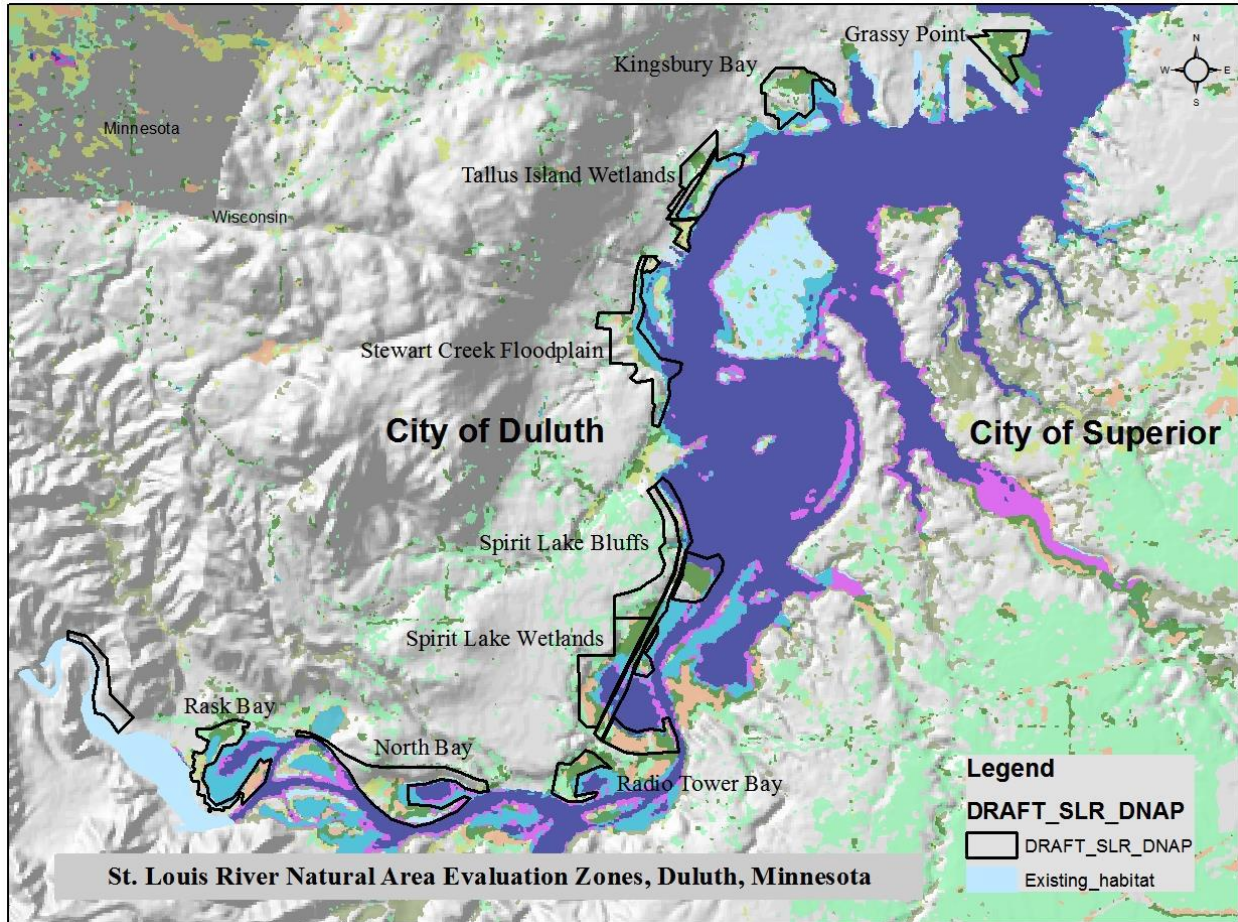 Grassy Point
Kingsbury Bay
N
W E
S
Minnesota
Tallus Island Wetlands
Wisconsin
Stewart Creek Floodplain
City of Duluth
City of Superior
Spirit Lake Bluffs
Spirit Lake Wetlands
Rask Bay
North Bay
Radio Tower Bay
Legend
DRAFT_SLR_DNAP
DRAFT_SLR_DNAP
Existing_habitat
St. Louis River Natural Area Evaluation Zones, Duluth, Minnesota